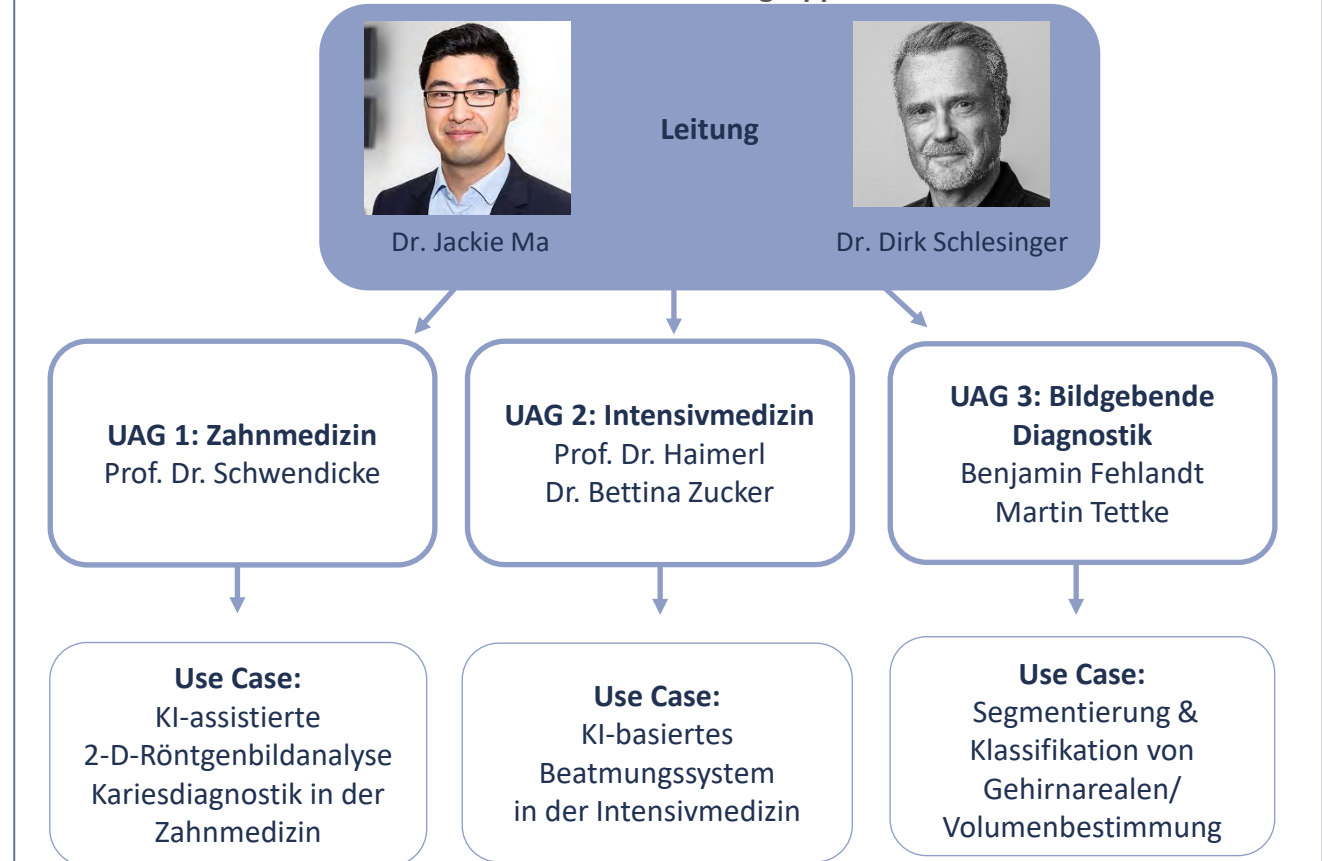 Leitung
Dr. Jackie Ma
Dr. Dirk Schlesinger
UAG 1: Zahnmedizin
Prof. Dr. Schwendicke
UAG 2: Intensivmedizin
Prof. Dr. Haimerl
Dr. Bettina Zucker
UAG 3: Bildgebende
Diagnostik
Benjamin Fehlandt
Martin Tettke
Use Case:
KI-assistierte
2-D-Röntgenbildanalyse
Kariesdiagnostik in der
Zahnmedizin
Use Case:
KI-basiertes
Beatmungssystem
in der Intensivmedizin
Use Case:
Segmentierung &
Klassifikation von
Gehirnarealen/
Volumenbestimmung